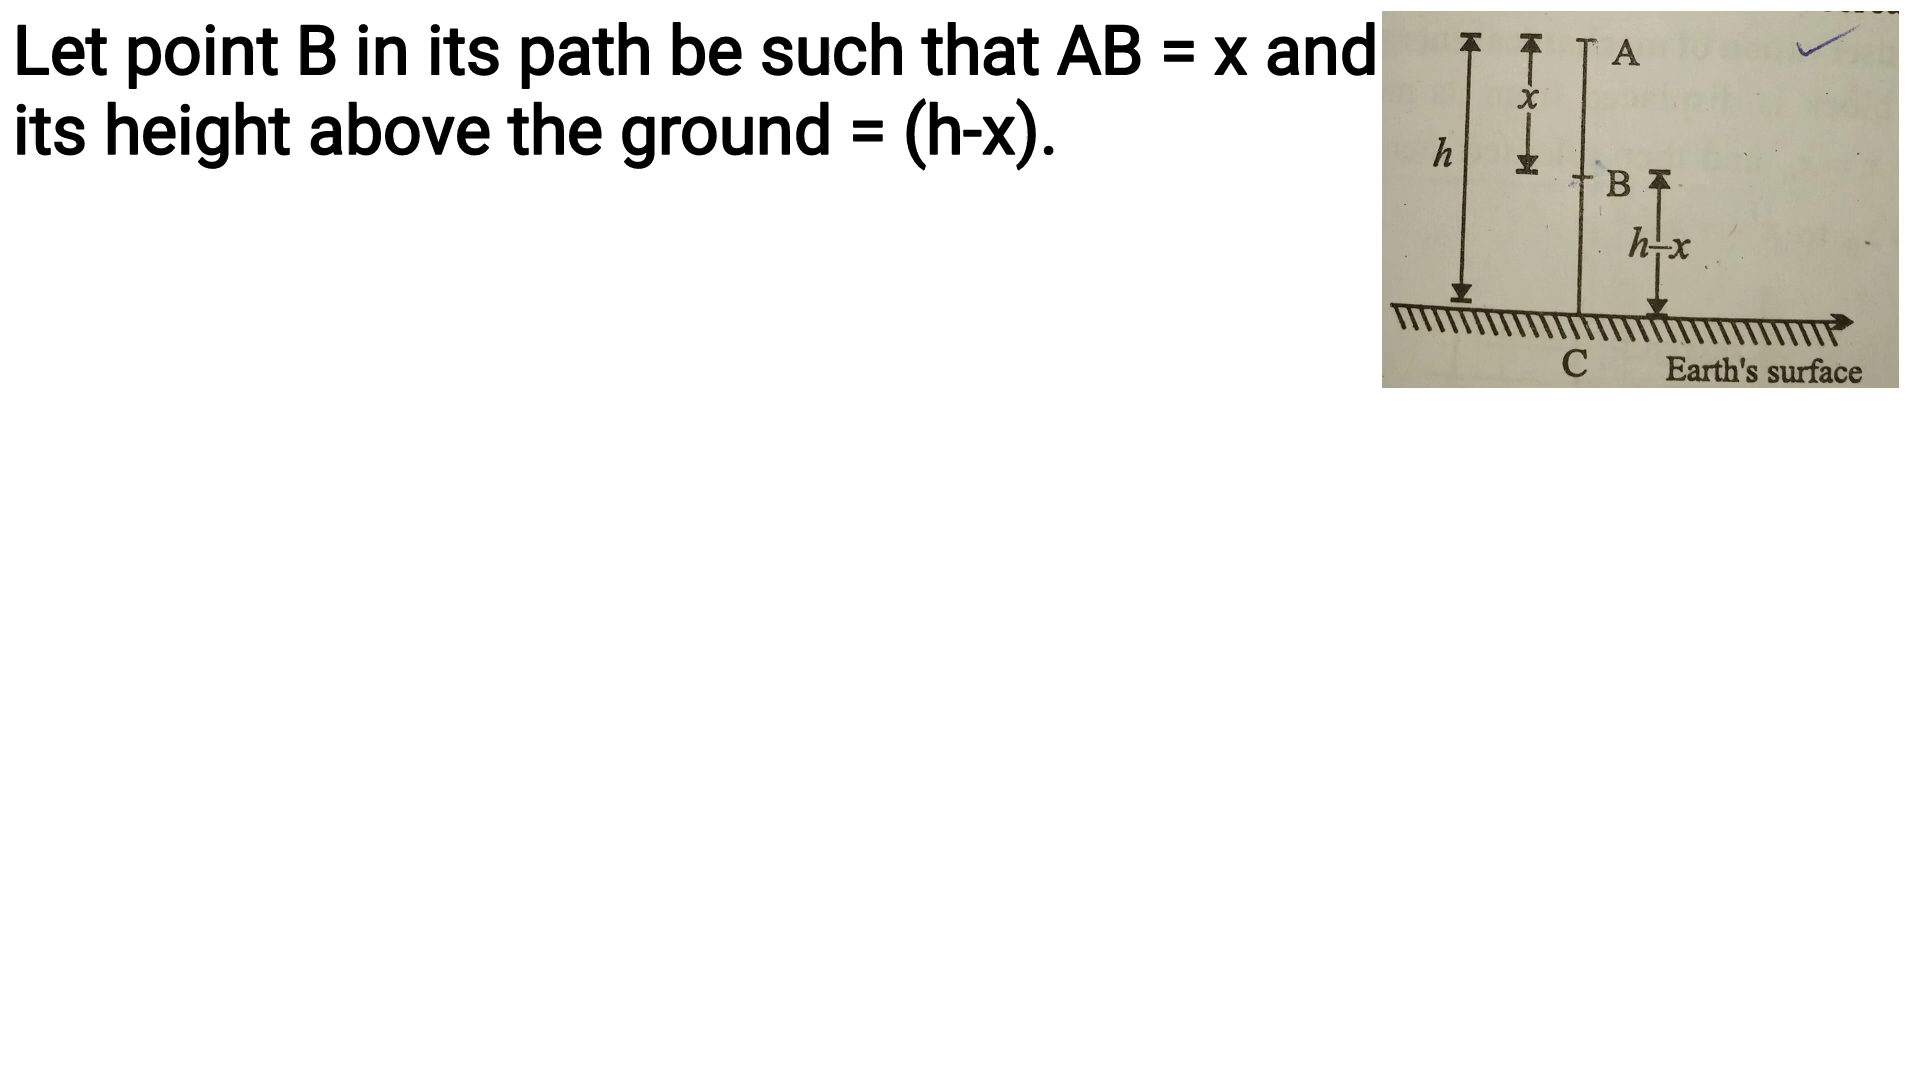 Let point B in its path be such that AB = x and
its height above the ground = (h-x).
A
x
h
B
h-x
C
Earth's surface